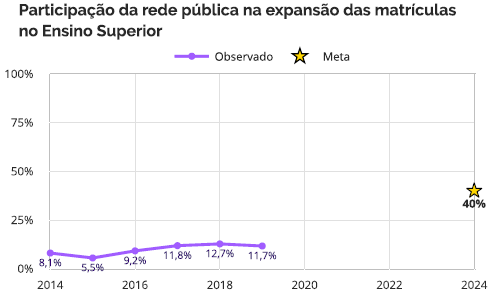 Participação da rede pública na expansão das matrículas
no Ensino Superior
Observado Meta
100%
75%
50%
25%
0%
40%
8,1% 5,5% 9,2% 11,8% 12,7% 11,7%
2014 2016 2018 2020 2022 2024